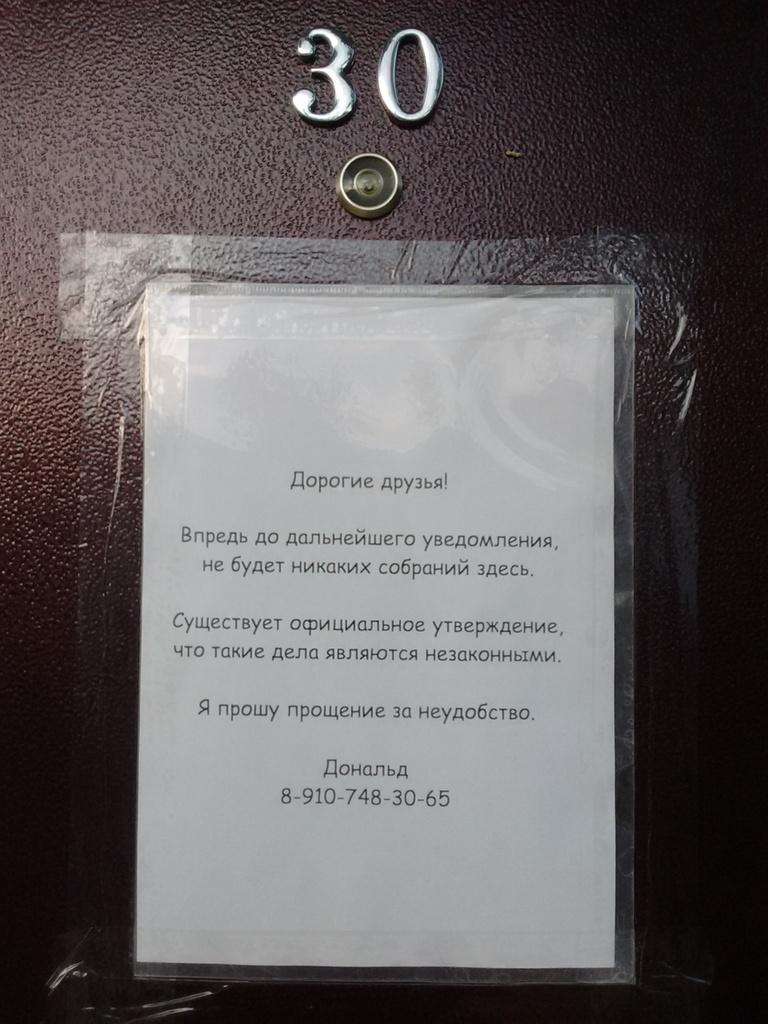 30
Дорогие друзья!
Впредь до дальнейшего уведомления,
не будет никаких собраний здесь.
Существует официальное утверждение,
что такие дела являются незаконными.
Я прошу прощение за неудобство.
Дональд
8-910-748-30-65